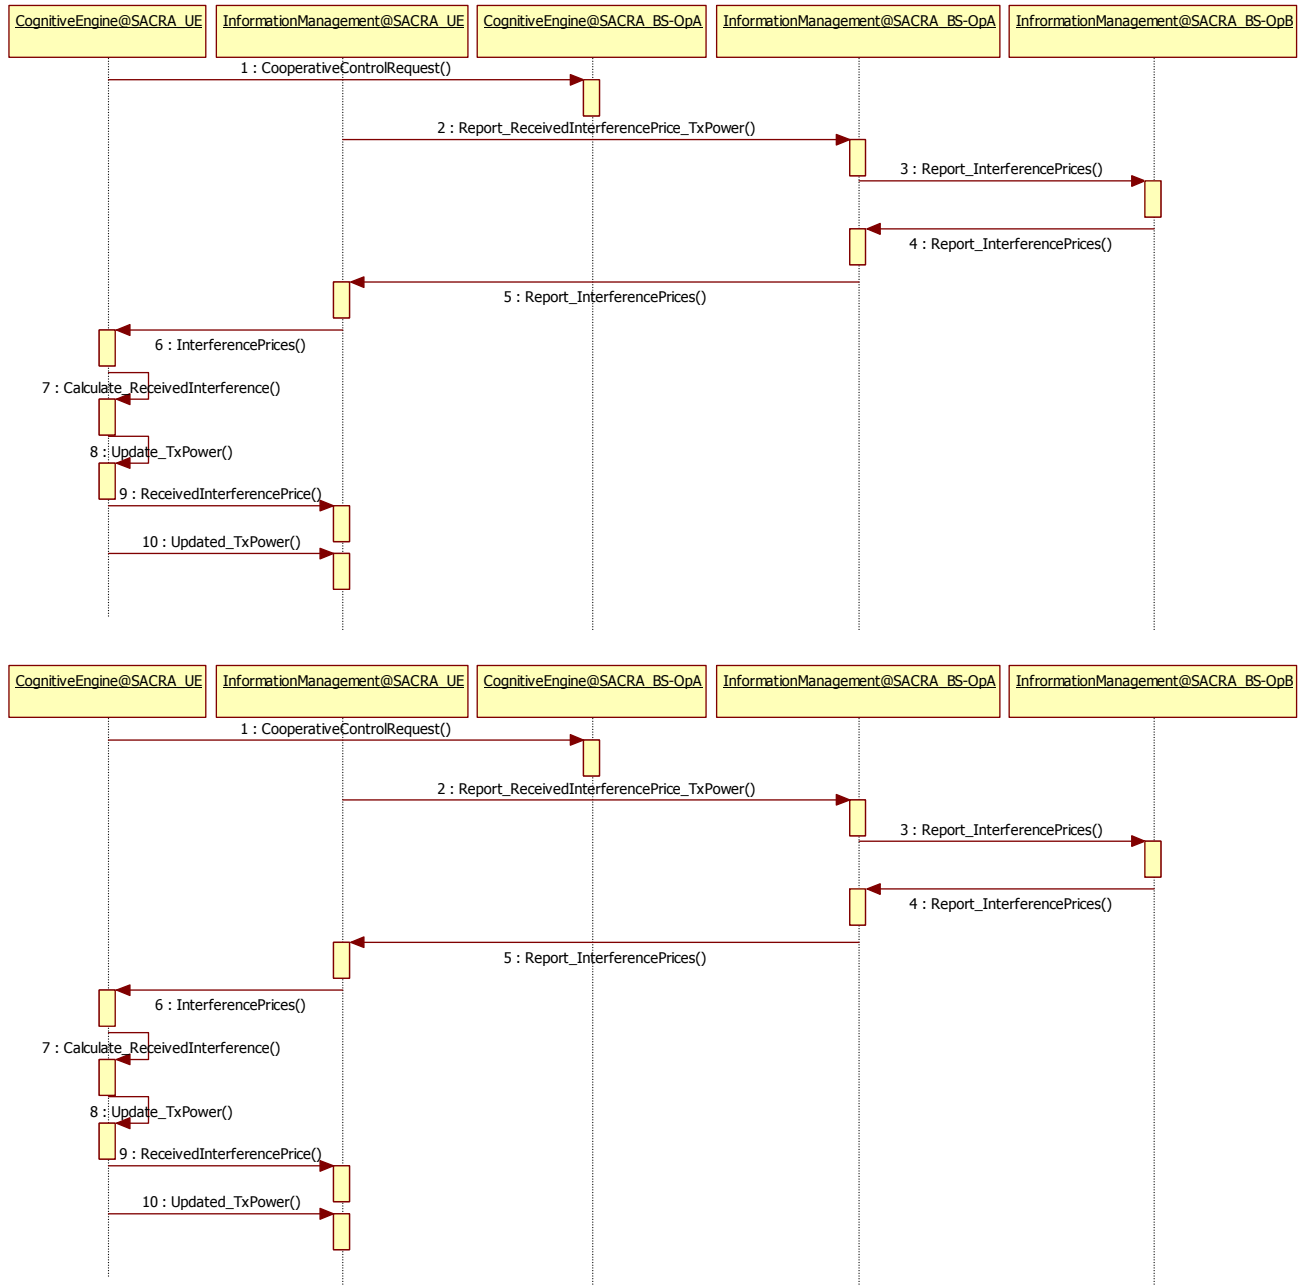 CognitiveEngine@SACRA_UE InformationManagement@SACRA_UE CognitiveEngine@SACRA_BS-OpA InformationManagement@SACRA_BS-OpA InfrormationManagement@SACRA_BS-OpB
1 : CooperativeControlRequest()
2 : Report_ReceivedInterferencePrice_TxPower()
3 : Report_InterferencePrices()
4 : Report_InterferencePrices()
5 : Report_InterferencePrices()
6 : InterferencePrices()
7 : Calculate_ReceivedInterference()
8 : Update_TxPower()
9 : ReceivedInterferencePrice()
10 : Updated_TxPower()
CognitiveEngine@SACRA_UE InformationManagement@SACRA_UE CognitiveEngine@SACRA_BS-OpA InformationManagement@SACRA_BS-OpA InfrormationManagement@SACRA_BS-OpB
1 : CooperativeControlRequest()
2 : Report_ReceivedInterferencePrice_TxPower()
3 : Report_InterferencePrices()
4 : Report_InterferencePrices()
5 : Report_InterferencePrices()
6 : InterferencePrices()
7 : Calculate_ReceivedInterference()
8 : Update_TxPower()
9 : ReceivedInterferencePrice()
10 : Updated_TxPower()